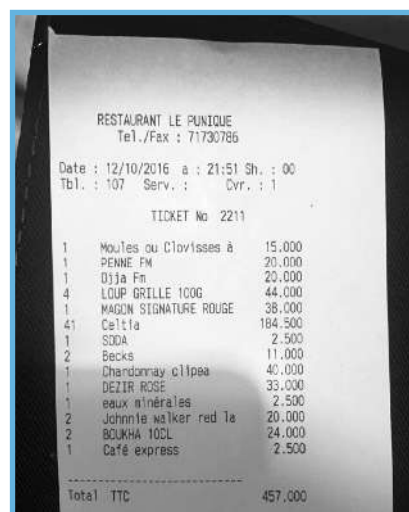 RESTAURANT LE PUNIQUE
Tel./Fax : 71730786
Date : 12/10/2016 a : 21:51 Sh. : 00
Tbl. : 107 Serv. : Cvr. : 1
TICKET No 2211
1 Moules ou Clovisses à 15.000
1 PENNE FM 20.000
1 Ojja Fm 20.000
4 LOUP GRILLE 100G 44.000
1 MAGON SIGNATURE ROUGE 38.000
41 Celtia 184.500
1 SODA 2.500
2 Becks 11.000
1 Chardonnay clipea 40.000
1 DEZIR ROSE 33.000
1 eaux minérales 2.500
2 Johnnie walker red la 20.000
2 BOUKHA 10CL 24.000
1 Café express 2.500
Total TTC 457.000